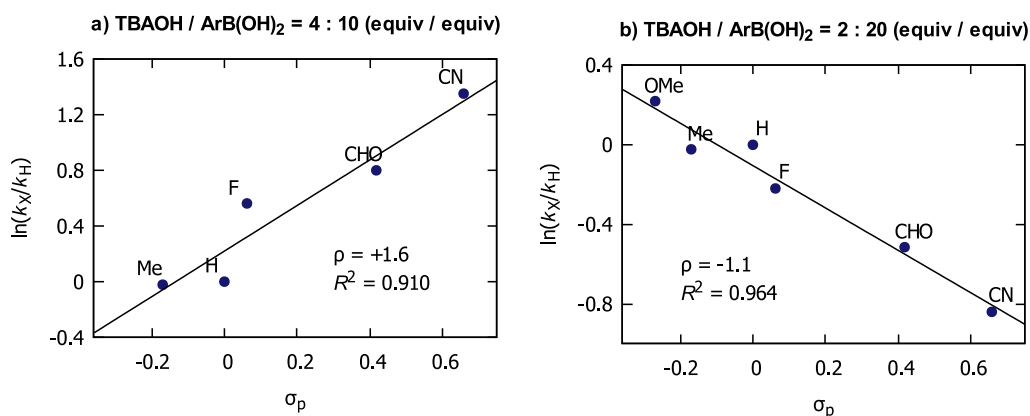 a) TBAOH / ArB(OH)2 = 4 : 10 (equiv / equiv)
1.6
1.2
0.8
0.4
0
-0.4
ln(kX/kH)
CN
CHO
F
Me
H
ρ = +1.6
R2 = 0.910
-0.2
0
0.2
0.4
0.6
σp
b) TBAOH / ArB(OH)2 = 2 : 20 (equiv / equiv)
0.4
0
-0.4
-0.8
ln(kX/kH)
OMe
Me
H
F
CHO
CN
ρ = -1.1
R2 = 0.964
-0.2
0
0.2
0.4
0.6
σp